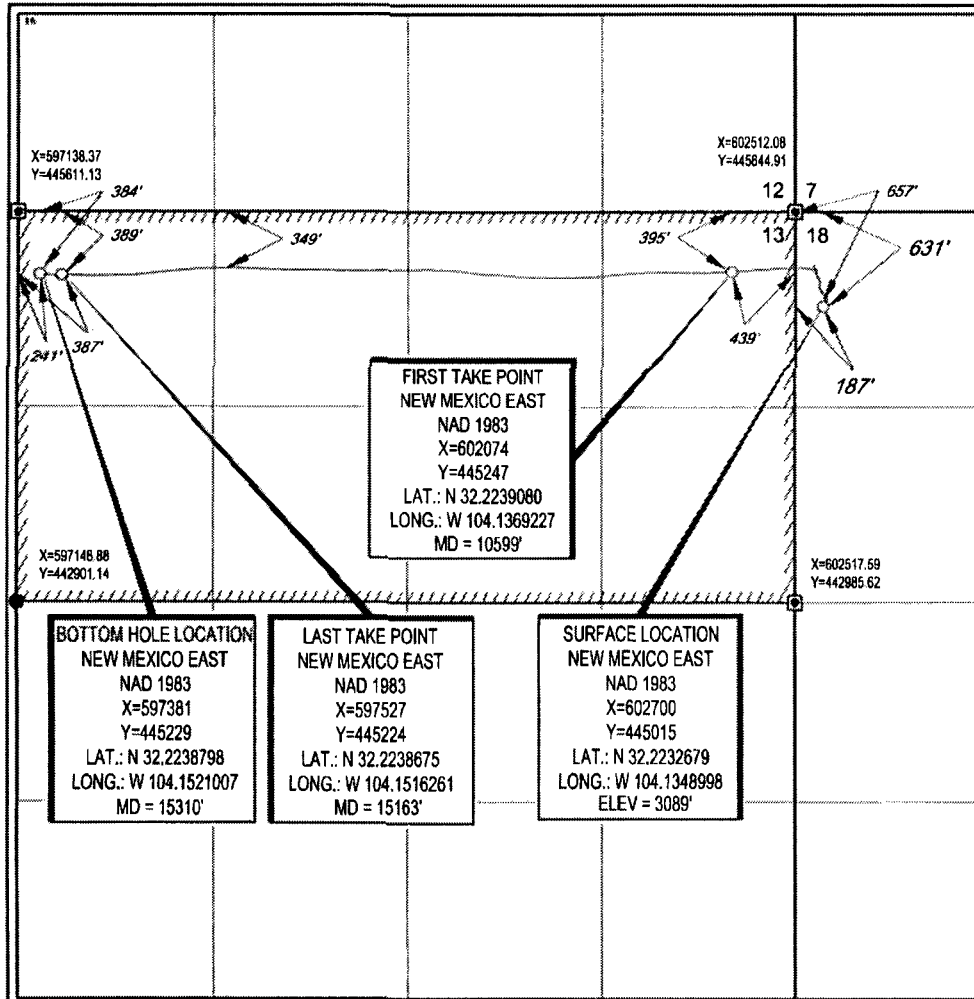 X=597138.37
Y=445611.13
384'
389'
349'
X=602512.08
Y=445844.91
12 7
13 18
657'
631'
395'
241'
387'
439'
187'
FIRST TAKE POINT
NEW MEXICO EAST
NAD 1983
X=602074
Y=445247
LAT.: N 32.2239080
LONG.: W 104.1369227
MD = 10599'
X=597148.88
Y=442901.14
X=602517.59
Y=442985.62
BOTTOM HOLE LOCATION
NEW MEXICO EAST
NAD 1983
X=597381
Y=445229
LAT.: N 32.2238798
LONG.: W 104.1521007
MD = 15310'
LAST TAKE POINT
NEW MEXICO EAST
NAD 1983
X=597527
Y=445224
LAT.: N 32.2238675
LONG.: W 104.1516261
MD = 15163'
SURFACE LOCATION
NEW MEXICO EAST
NAD 1983
X=602700
Y=445015
LAT.: N 32.2232679
LONG.: W 104.1348998
ELEV = 3089'